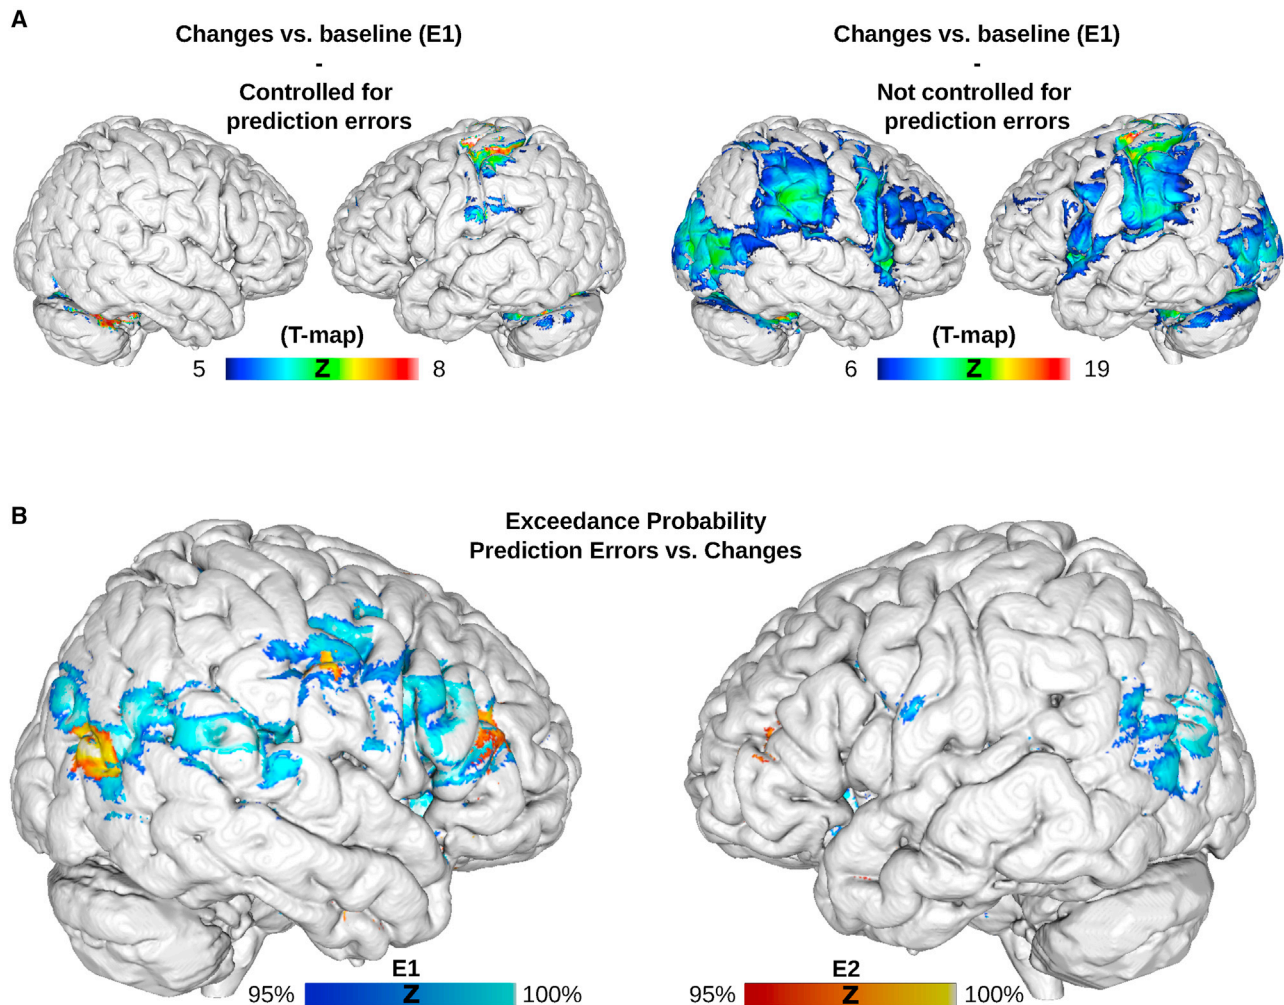 A
Changes vs. baseline (E1)
-
Controlled for
prediction errors
(T-map)
5 Z 8
Changes vs. baseline (E1)
-
Not controlled for
prediction errors
(T-map)
6 Z 19
B
Exceedance Probability
Prediction Errors vs. Changes
E1
95% Z 100%
E2
95% Z 100%